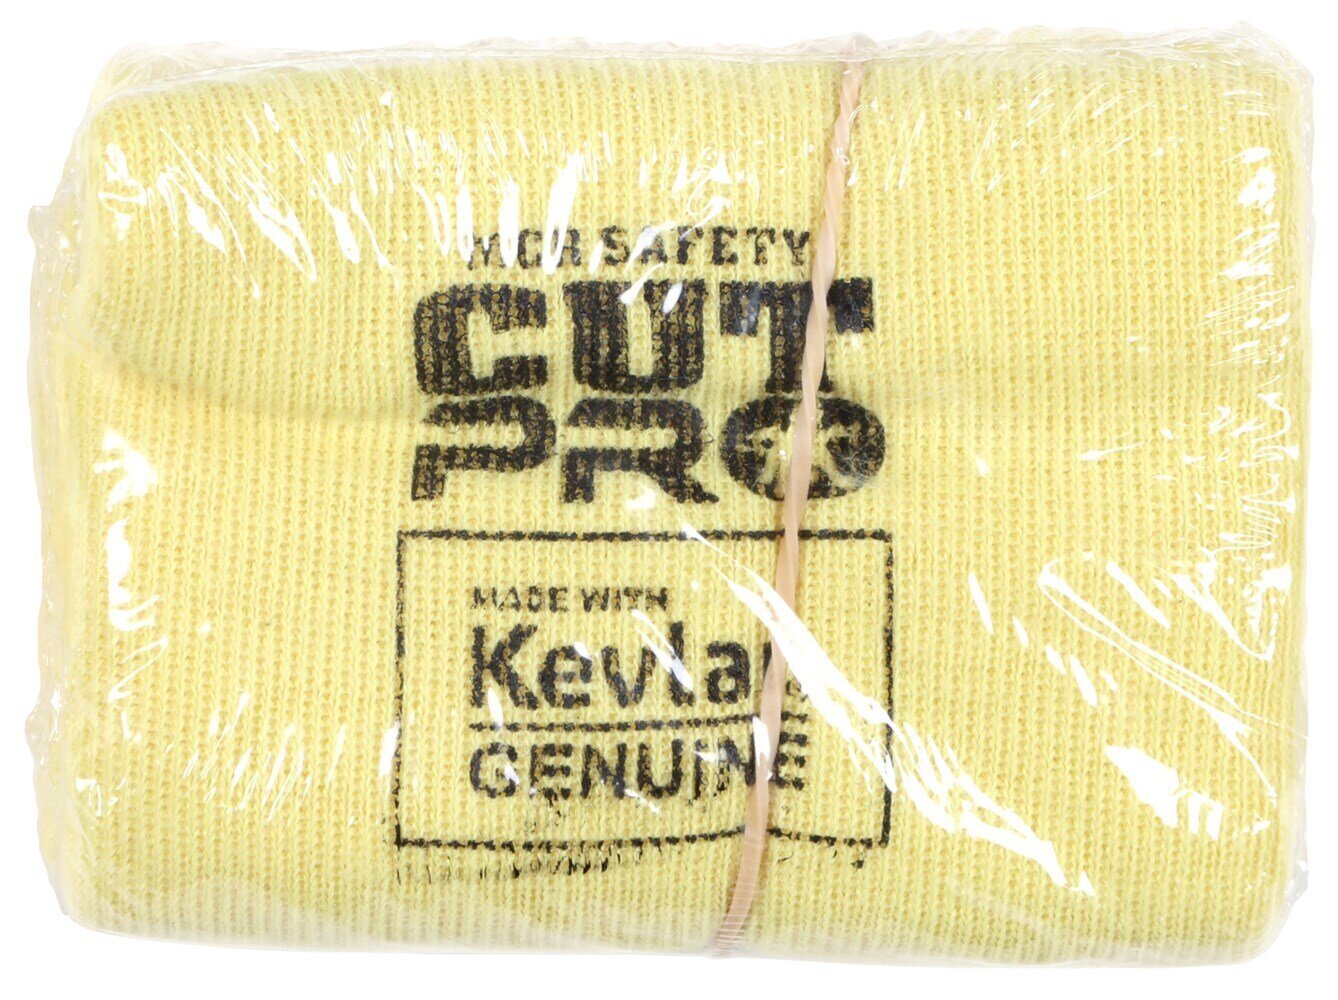 MCR SAFETY
CUT
PRO
MADE WITH
Kevlar
GENUINE